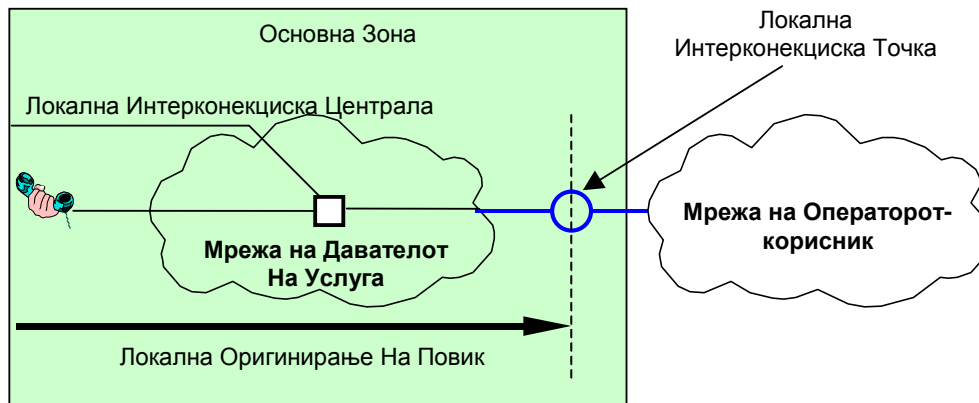 Основна Зона
Локална
Интерконекциска Точка
Локална Интерконекциска Централа
Мрежа на Давателот
На Услуга
Мрежа на Операторот-
корисник
Локална Оригинирање На Повик